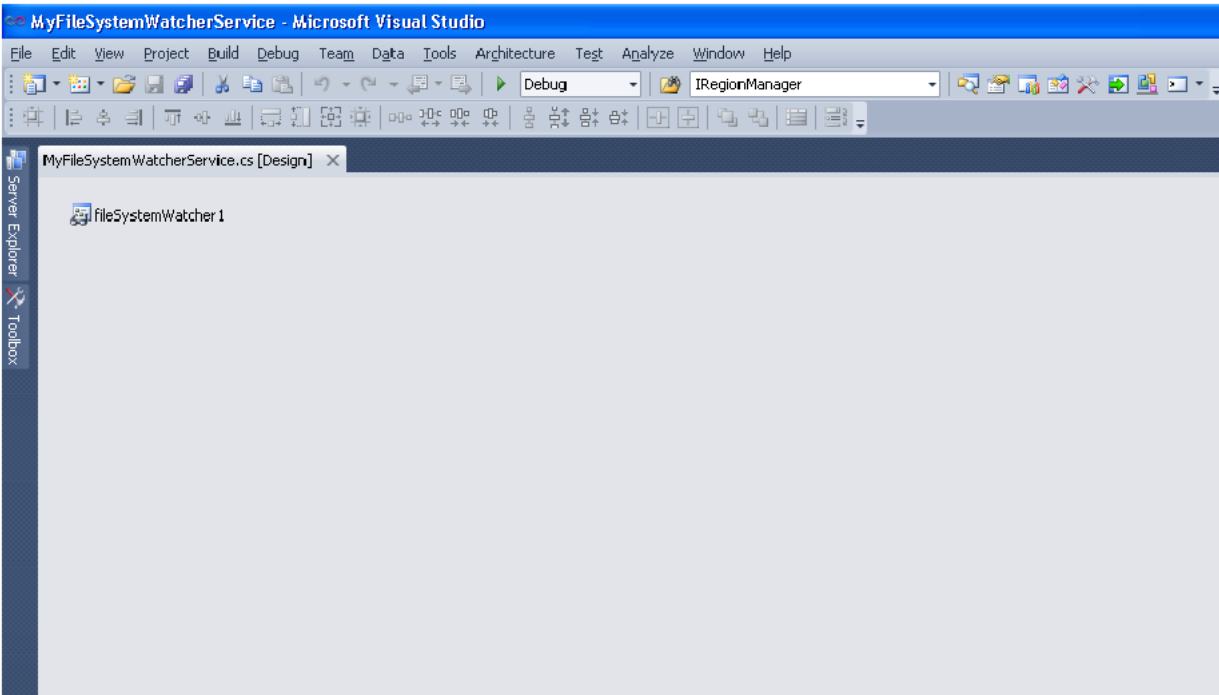 MyFileSystemWatcherService - Microsoft Visual Studio
File Edit View Project Build Debug Team Data Tools Architecture Test Analyze Window Help
Debug IRegionManager
MyFileSystemWatcherService.cs [Design]
Server Explorer
Toolbox
fileSystemWatcher1